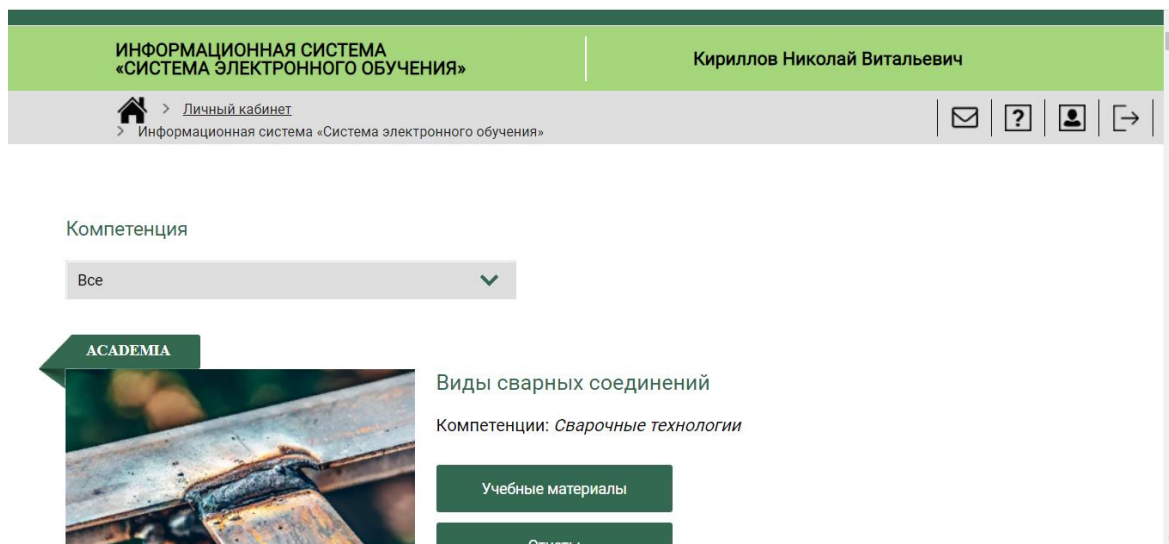 ИНФОРМАЦИОННАЯ СИСТЕМА
«СИСТЕМА ЭЛЕКТРОННОГО ОБУЧЕНИЯ»
Кириллов Николай Витальевич
> Личный кабинет
> Информационная система «Система электронного обучения»
Компетенция
Все
ACADEMIA
Виды сварных соединений
Компетенции: Сварочные технологии
Учебные материалы
Отчеты